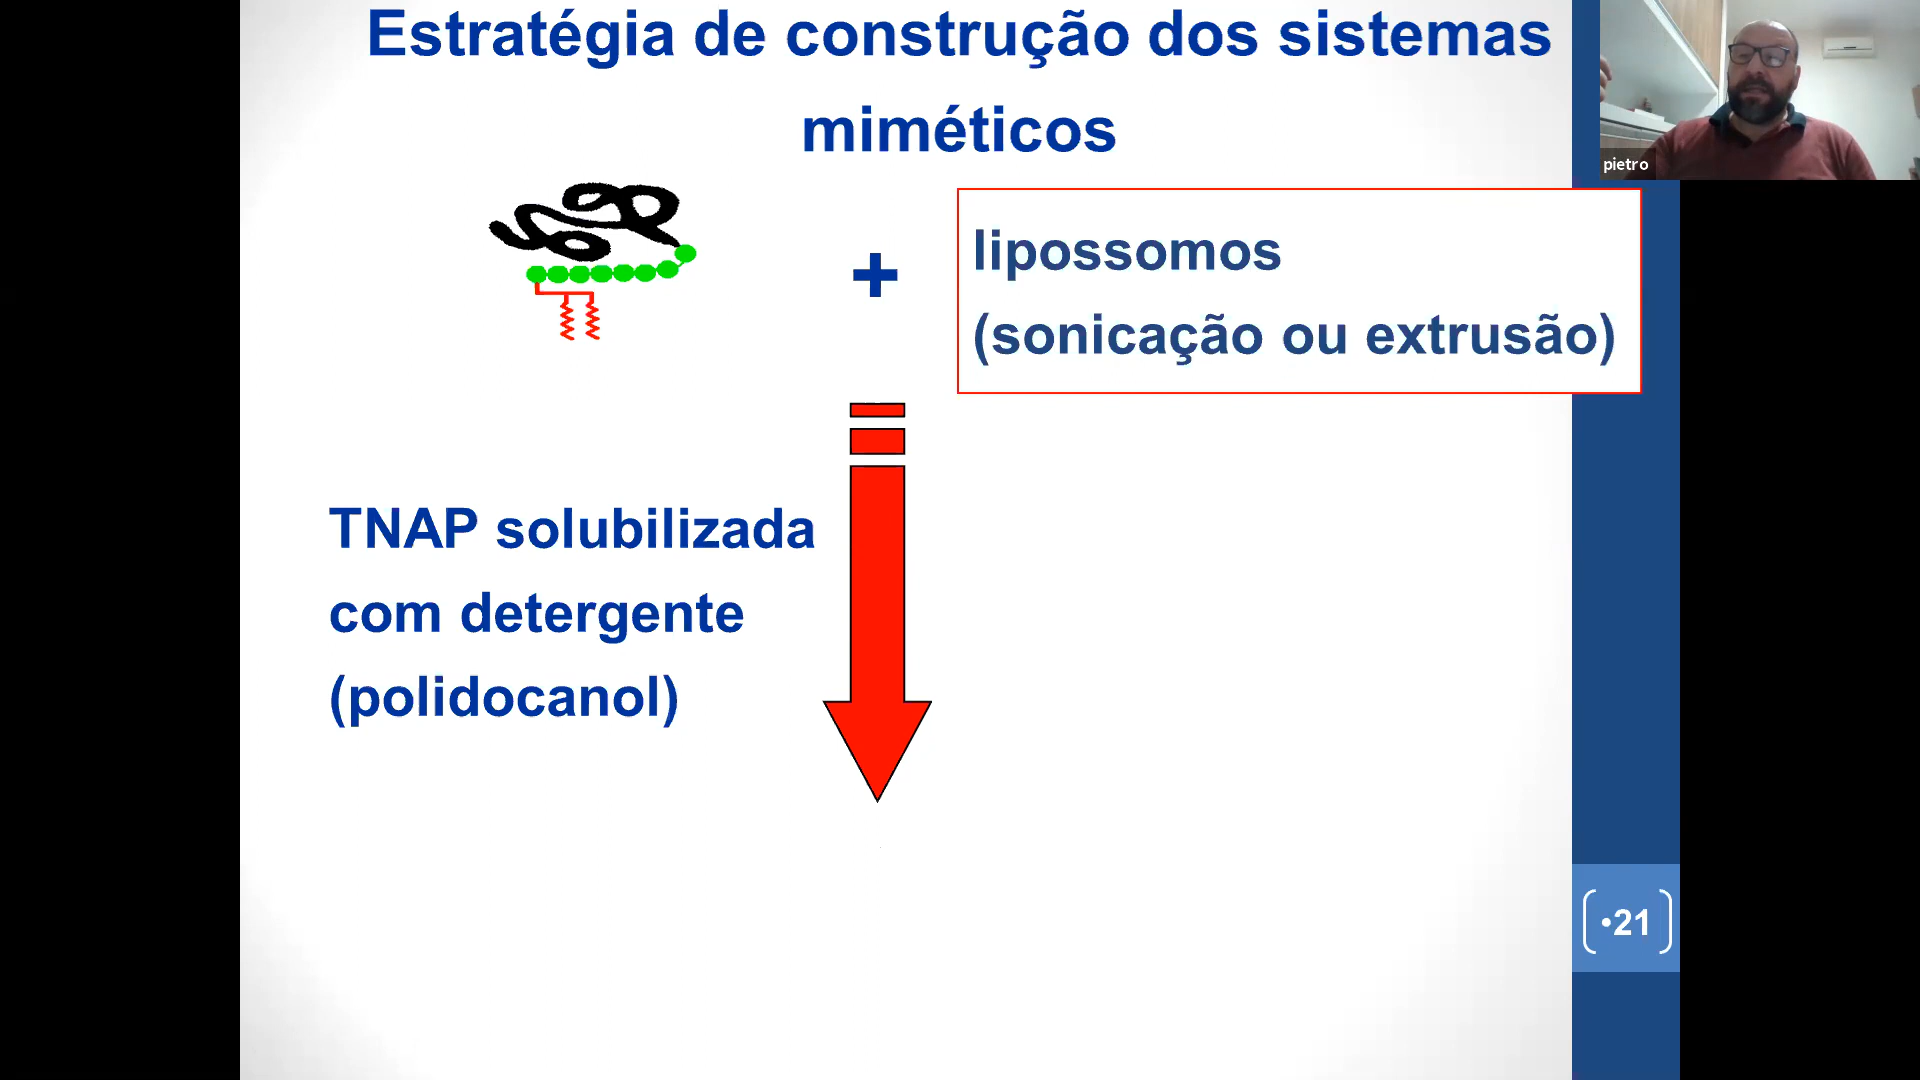 Estratégia de construção dos sistemas
miméticos
pietro
+
lipossomos
(sonicação ou extrusão)
TNAP solubilizada
com detergente
(polidocanol)
•21